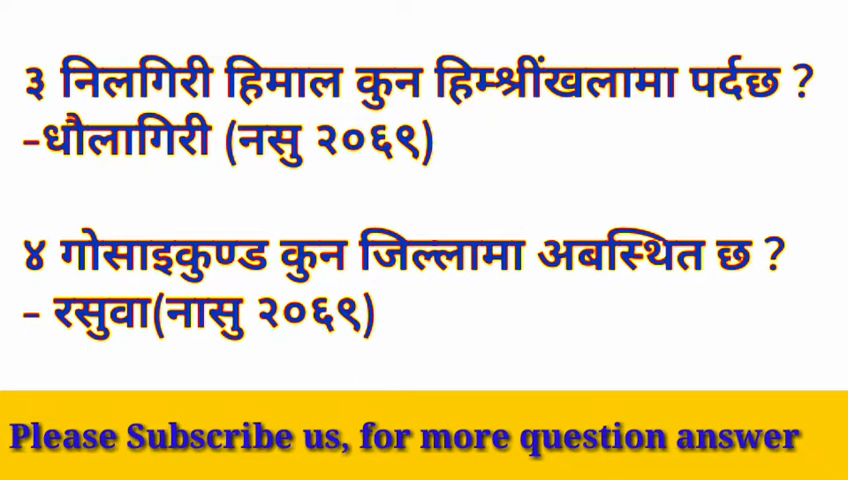 ३ निलगिरी हिमाल कुन हिम्श्रींखलामा पर्दछ ?
-धौलागिरी (नसु २०६९)
४ गोसाइकुण्ड कुन जिल्लामा अबस्थित छ ?
- रसुवा(नासु २०६९)
Please Subscribe us, for more question answer